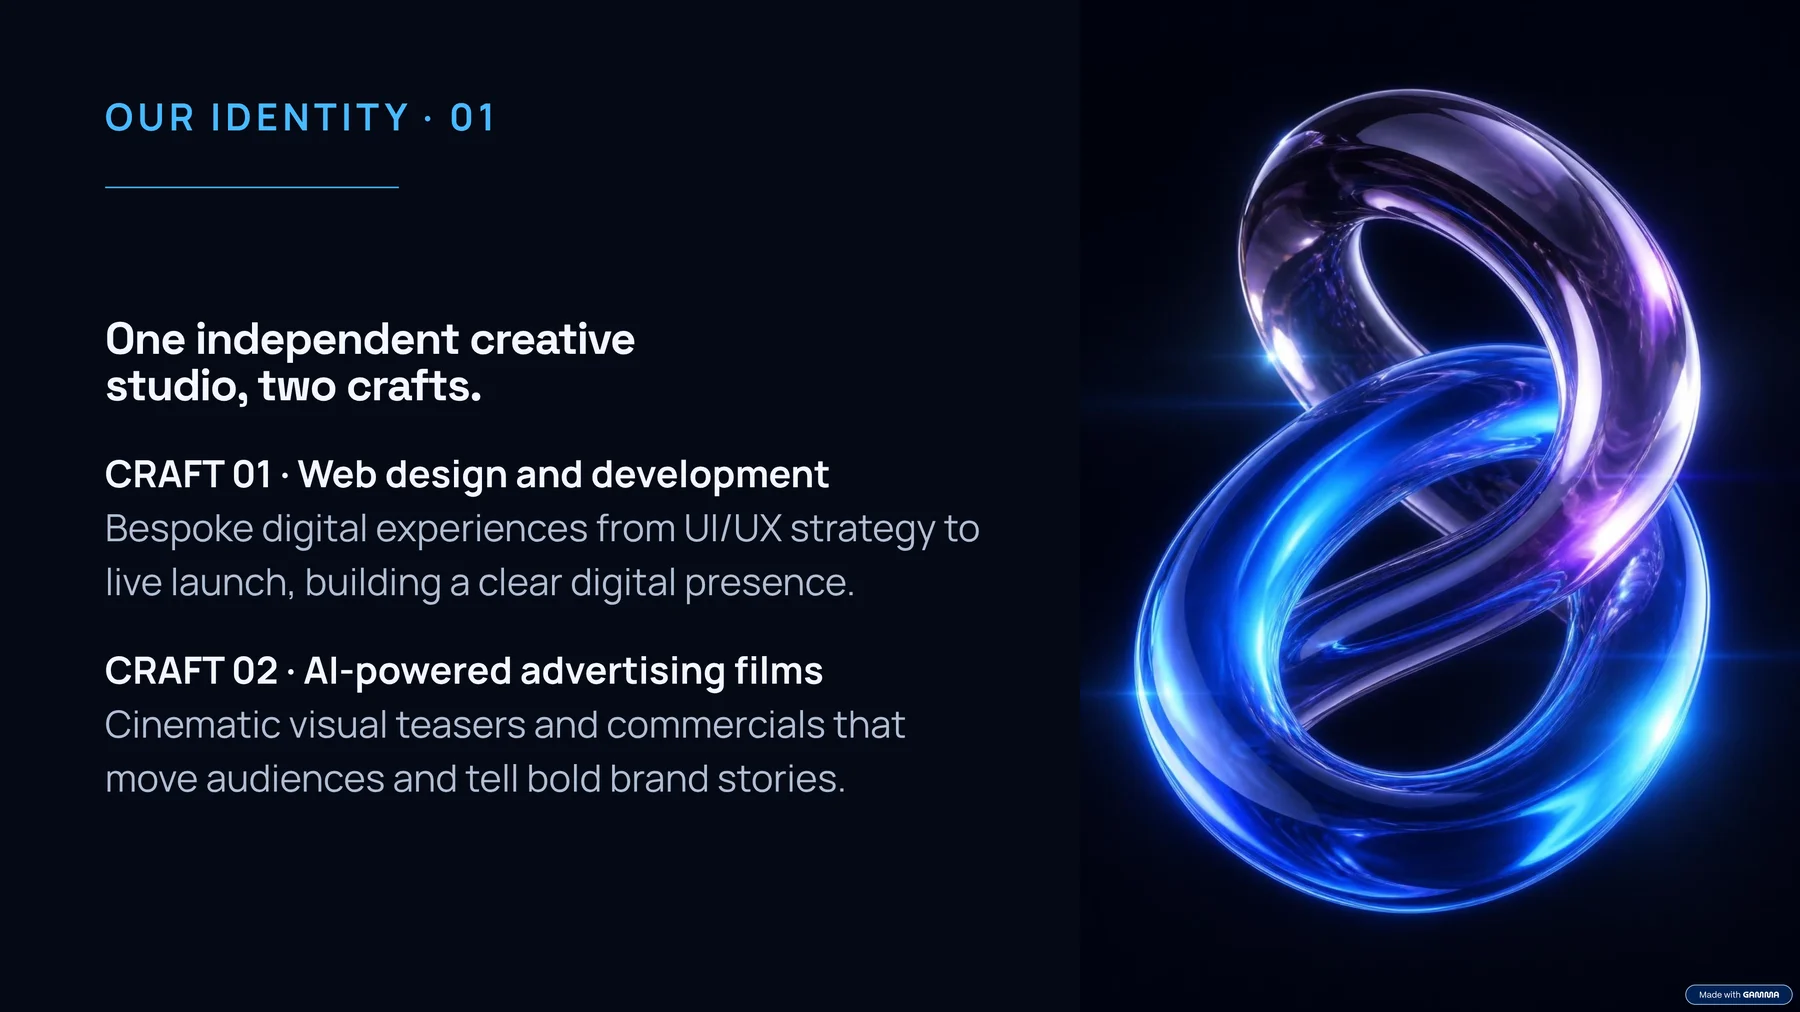 OUR IDENTITY · 01
One independent creative
studio, two crafts.
CRAFT 01 · Web design and development
Bespoke digital experiences from UI/UX strategy to
live launch, building a clear digital presence.
CRAFT 02 · AI-powered advertising films
Cinematic visual teasers and commercials that
move audiences and tell bold brand stories.
Made with GAMMA